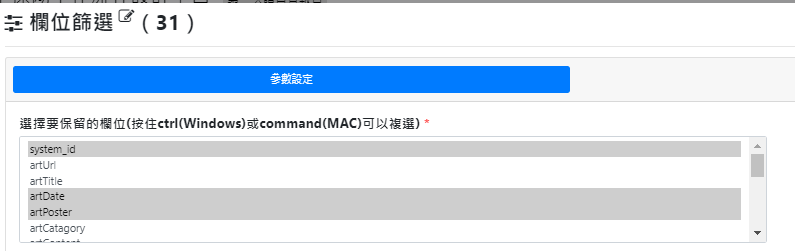 欄位篩選 ( 31 )
參數設定
選擇要保留的欄位(按住ctrl(Windows)或command(MAC)可以複選) *
system_id
artUrl
artTitle
artDate
artPoster
artCatagory
artContent